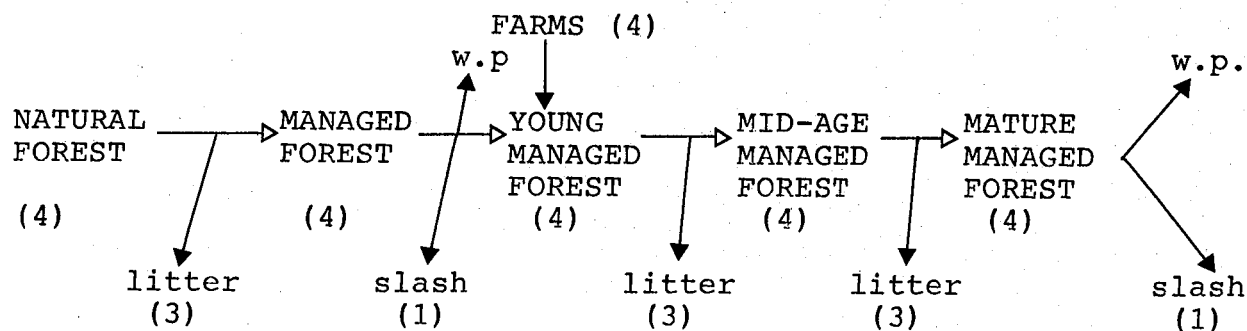 FARMS (4)
w.p
w.p.
NATURAL FOREST
(4)
MANAGED FOREST
(4)
YOUNG MANAGED FOREST
(4)
MID-AGE MANAGED FOREST
(4)
MATURE MANAGED FOREST
(4)
litter
(3)
slash
(1)
litter
(3)
litter
(3)
slash
(1)